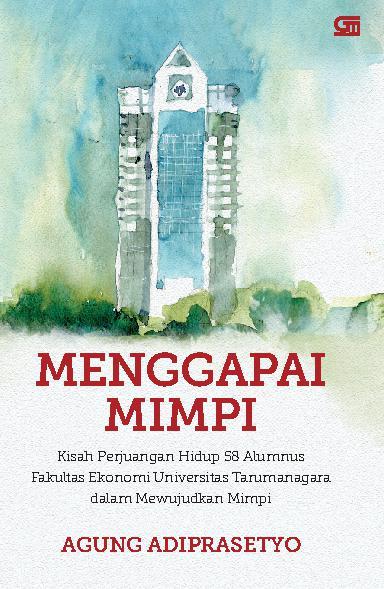 MENGGAPAI
MIMPI
Kisah Perjuangan Hidup 58 Alumnus
Fakultas Ekonomi Universitas Tarumanagara
dalam Mewujudkan Mimpi
AGUNG ADIPRASETYO